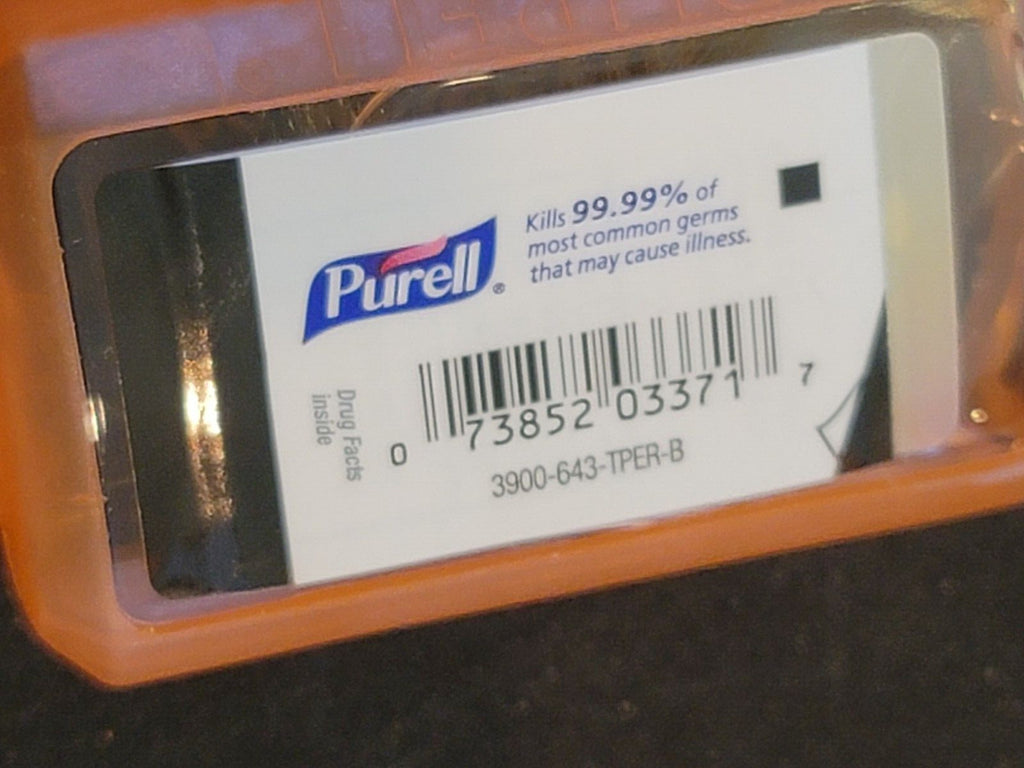 Purell®
Kills 99.99% of
most common germs
that may cause illness.
Drug Facts
inside
0 73852 03371 7
3900-643-TPER-B